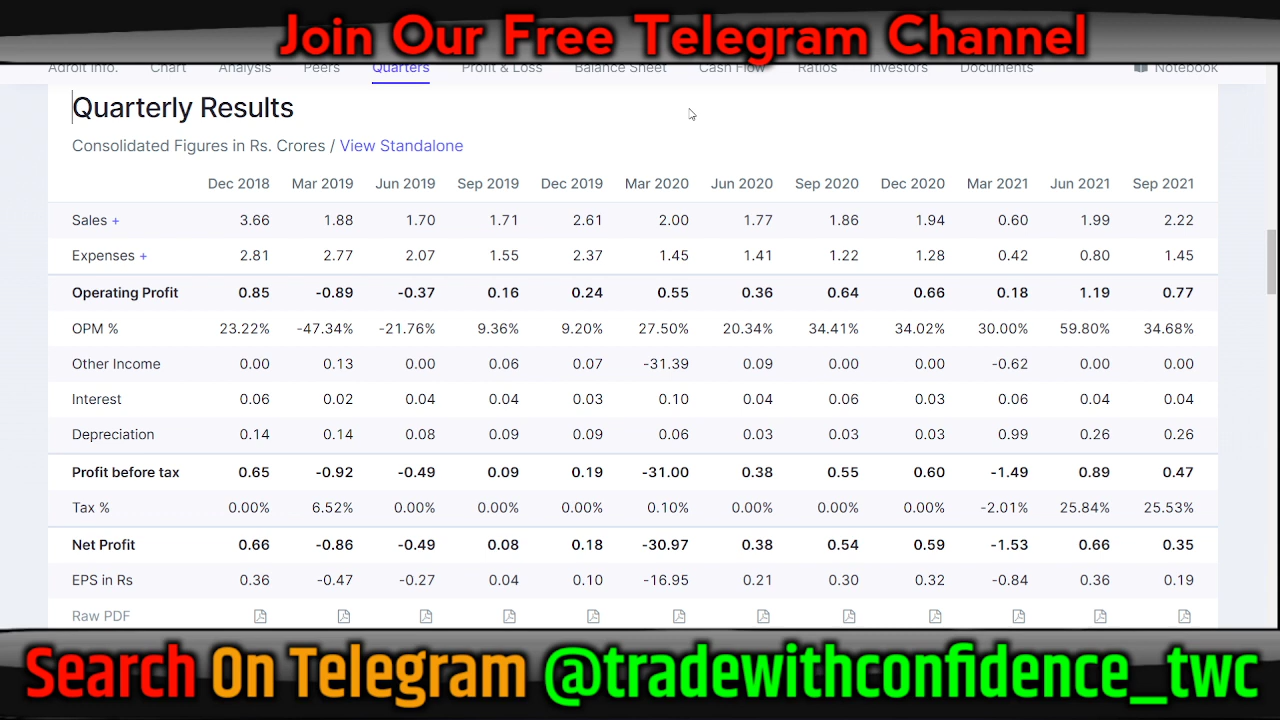 Join Our Free Telegram Channel
Adroit Info. Chart Analysis Peers Quarters Profit & Loss Balance Sheet Cash Flow Ratios Investors Documents Notebook
Quarterly Results
Consolidated Figures in Rs. Crores / View Standalone
Dec 2018 Mar 2019 Jun 2019 Sep 2019 Dec 2019 Mar 2020 Jun 2020 Sep 2020 Dec 2020 Mar 2021 Jun 2021 Sep 2021
Sales + 3.66 1.88 1.70 1.71 2.61 2.00 1.77 1.86 1.94 0.60 1.99 2.22
Expenses + 2.81 2.77 2.07 1.55 2.37 1.45 1.41 1.22 1.28 0.42 0.80 1.45
Operating Profit 0.85 -0.89 -0.37 0.16 0.24 0.55 0.36 0.64 0.66 0.18 1.19 0.77
OPM % 23.22% -47.34% -21.76% 9.36% 9.20% 27.50% 20.34% 34.41% 34.02% 30.00% 59.80% 34.68%
Other Income 0.00 0.13 0.00 0.06 0.07 -31.39 0.09 0.00 0.00 -0.62 0.00 0.00
Interest 0.06 0.02 0.04 0.04 0.03 0.10 0.04 0.06 0.03 0.06 0.04 0.04
Depreciation 0.14 0.14 0.08 0.09 0.09 0.06 0.03 0.03 0.03 0.99 0.26 0.26
Profit before tax 0.65 -0.92 -0.49 0.09 0.19 -31.00 0.38 0.55 0.60 -1.49 0.89 0.47
Tax % 0.00% 6.52% 0.00% 0.00% 0.00% 0.10% 0.00% 0.00% 0.00% -2.01% 25.84% 25.53%
Net Profit 0.66 -0.86 -0.49 0.08 0.18 -30.97 0.38 0.54 0.59 -1.53 0.66 0.35
EPS in Rs 0.36 -0.47 -0.27 0.04 0.10 -16.95 0.21 0.30 0.32 -0.84 0.36 0.19
Raw PDF
Search On Telegram @tradewithconfidence_twc